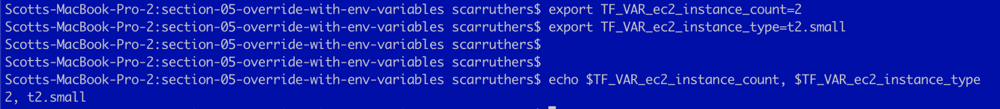 Scotts-MacBook-Pro-2:section-05-override-with-env-variables scarruthers$ export TF_VAR_ec2_instance_count=2
Scotts-MacBook-Pro-2:section-05-override-with-env-variables scarruthers$ export TF_VAR_ec2_instance_type=t2.small
Scotts-MacBook-Pro-2:section-05-override-with-env-variables scarruthers$
Scotts-MacBook-Pro-2:section-05-override-with-env-variables scarruthers$
Scotts-MacBook-Pro-2:section-05-override-with-env-variables scarruthers$ echo $TF_VAR_ec2_instance_count, $TF_VAR_ec2_instance_type
2, t2.small